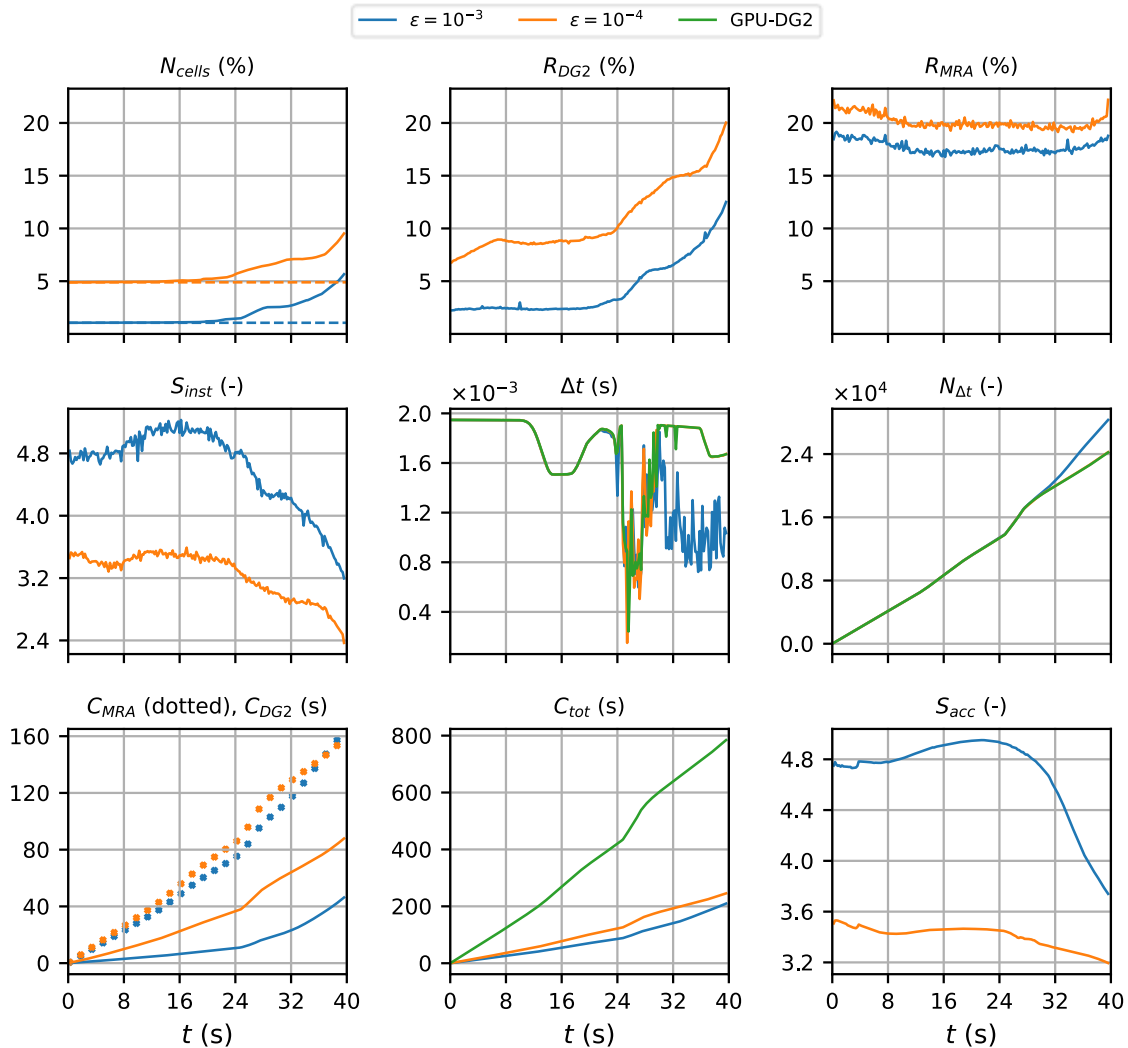 ε = 10⁻³ ε = 10⁻⁴ GPU-DG2
N_cells (%) R_DG2 (%) R_MRA (%)
20 20 20
15 15 15
10 10 10
5 5 5
S_inst (-) ×10⁻³ Δt (s) ×10⁴ N_Δt (-)
4.8 2.0 2.4
4.0 1.6 1.6
3.2 1.2 0.8
2.4 0.8 0.0
0.4
C_MRA (dotted), C_DG2 (s) C_tot (s) S_acc (-)
160 800 4.8
120 600 4.4
80 400 4.0
40 200 3.6
0 0 3.2
0 8 16 24 32 40 0 8 16 24 32 40 0 8 16 24 32 40
t (s) t (s) t (s)